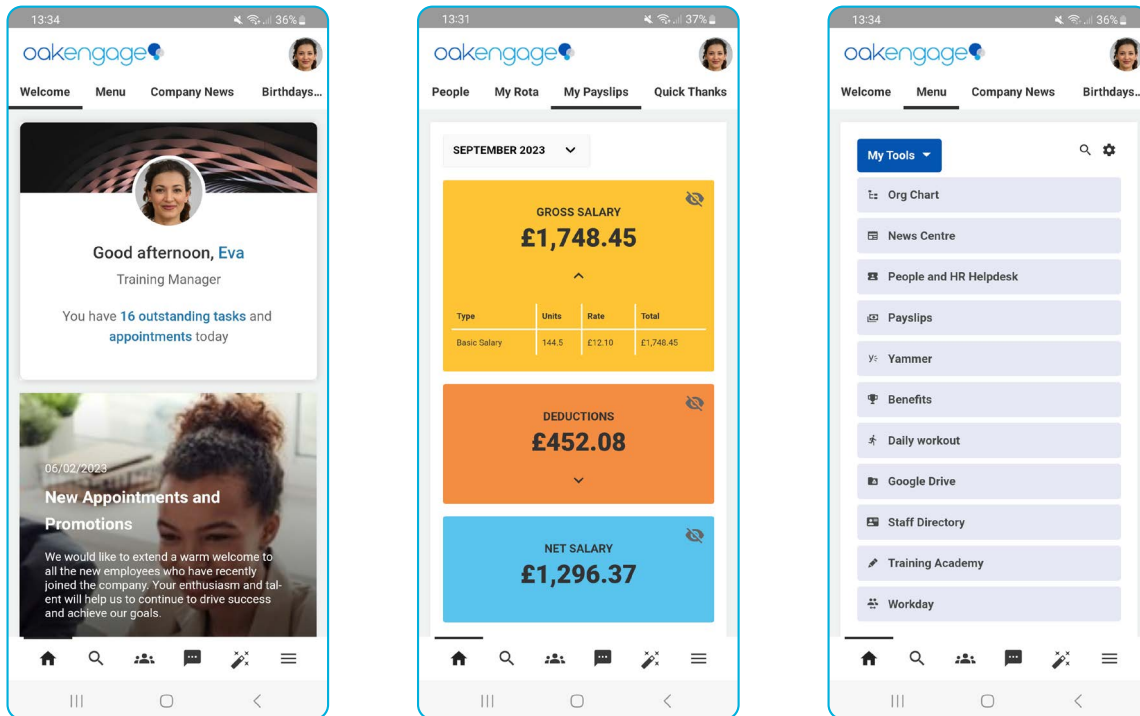 13:34
36%
oakengage
Welcome Menu Company News Birthdays...
Good afternoon, Eva
Training Manager
You have 16 outstanding tasks and
appointments today
06/02/2023
New Appointments and
Promotions
We would like to extend a warm welcome to
all the new employees who have recently
joined the company. Your enthusiasm and tal-
ent will help us to continue to drive success
and achieve our goals.
13:31
37%
oakengage
People My Rota My Payslips Quick Thanks
SEPTEMBER 2023
GROSS SALARY
£1,748.45
Type Units Rate Total
Basic Salary 144.5 £12.10 £1,748.45
DEDUCTIONS
£452.08
NET SALARY
£1,296.37
13:34
36%
oakengage
Welcome Menu Company News Birthdays...
My Tools
Org Chart
News Centre
People and HR Helpdesk
Payslips
Yammer
Benefits
Daily workout
Google Drive
Staff Directory
Training Academy
Workday